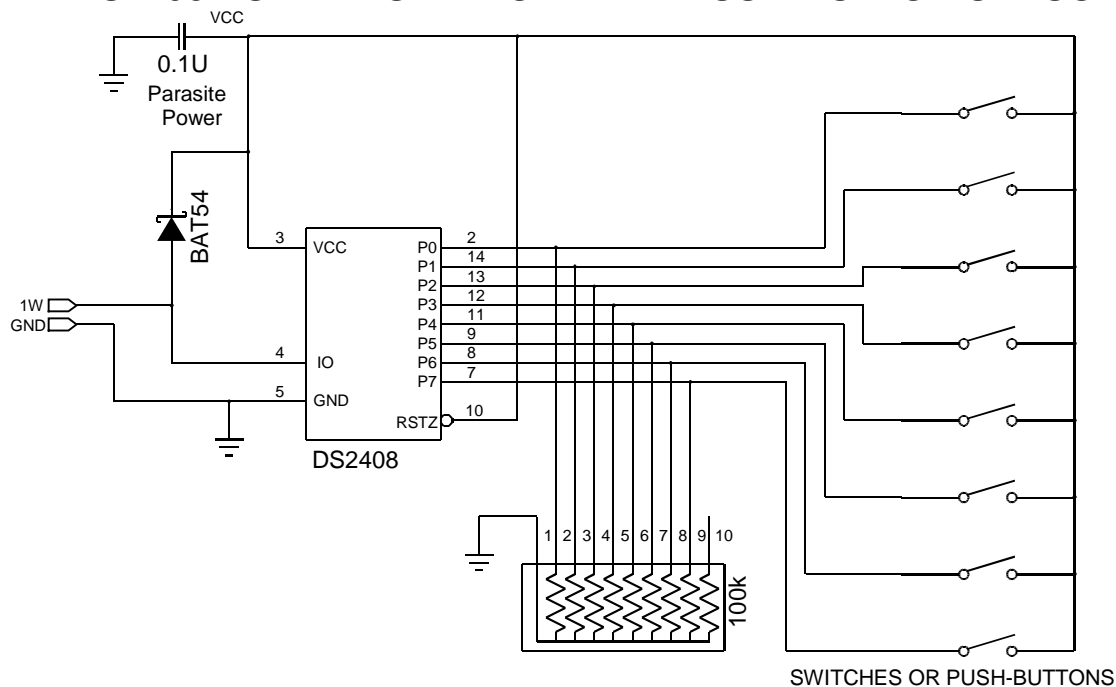 VCC
0.1U
Parasite
Power
BAT54
1W
GND
3
VCC
4
IO
5
GND
P0
2
P1
14
P2
13
P3
12
P4
11
P5
9
P6
8
P7
7
RSTZ
10
DS2408
1 2 3 4 5 6 7 8 9 10
100k
SWITCHES OR PUSH-BUTTONS